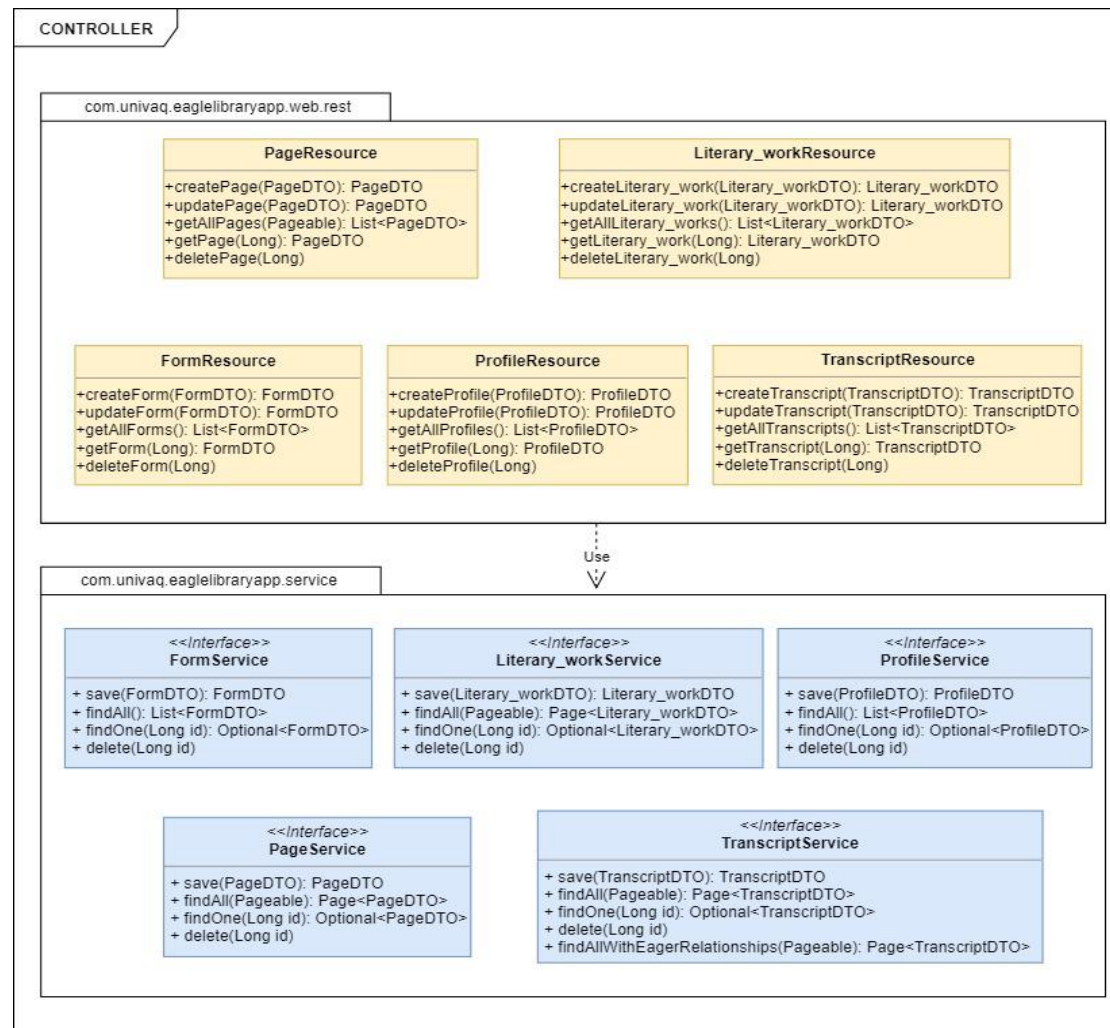 CONTROLLER
com.univaq.eaglelibraryapp.web.rest
PageResource
+createPage(PageDTO): PageDTO
+updatePage(PageDTO): PageDTO
+getAllPages(Pageable): List<PageDTO>
+getPage(Long): PageDTO
+deletePage(Long)
Literary_workResource
+createLiterary_work(Literary_workDTO): Literary_workDTO
+updateLiterary_work(Literary_workDTO): Literary_workDTO
+getAllLiterary_works(): List<Literary_workDTO>
+getLiterary_work(Long): Literary_workDTO
+deleteLiterary_work(Long)
FormResource
+createForm(FormDTO): FormDTO
+updateForm(FormDTO): FormDTO
+getAllForms(): List<FormDTO>
+getForm(Long): FormDTO
+deleteForm(Long)
ProfileResource
+createProfile(ProfileDTO): ProfileDTO
+updateProfile(ProfileDTO): ProfileDTO
+getAllProfiles(): List<ProfileDTO>
+getProfile(Long): ProfileDTO
+deleteProfile(Long)
TranscriptResource
+createTranscript(TranscriptDTO): TranscriptDTO
+updateTranscript(TranscriptDTO): TranscriptDTO
+getAllTranscripts(): List<TranscriptDTO>
+getTranscript(Long): TranscriptDTO
+deleteTranscript(Long)
Use
com.univaq.eaglelibraryapp.service
<<Interface>>
FormService
+ save(FormDTO): FormDTO
+ findAll(): List<FormDTO>
+ findOne(Long id): Optional<FormDTO>
+ delete(Long id)
<<Interface>>
Literary_workService
+ save(Literary_workDTO): Literary_workDTO
+ findAll(Pageable): Page<Literary_workDTO>
+ findOne(Long id): Optional<Literary_workDTO>
+ delete(Long id)
<<Interface>>
ProfileService
+ save(ProfileDTO): ProfileDTO
+ findAll(): List<ProfileDTO>
+ findOne(Long id): Optional<ProfileDTO>
+ delete(Long id)
<<Interface>>
PageService
+ save(PageDTO): PageDTO
+ findAll(Pageable): Page<PageDTO>
+ findOne(Long id): Optional<PageDTO>
+ delete(Long id)
<<Interface>>
TranscriptService
+ save(TranscriptDTO): TranscriptDTO
+ findAll(Pageable): Page<TranscriptDTO>
+ findOne(Long id): Optional<TranscriptDTO>
+ delete(Long id)
+ findAllWithEagerRelationships(Pageable): Page<TranscriptDTO>